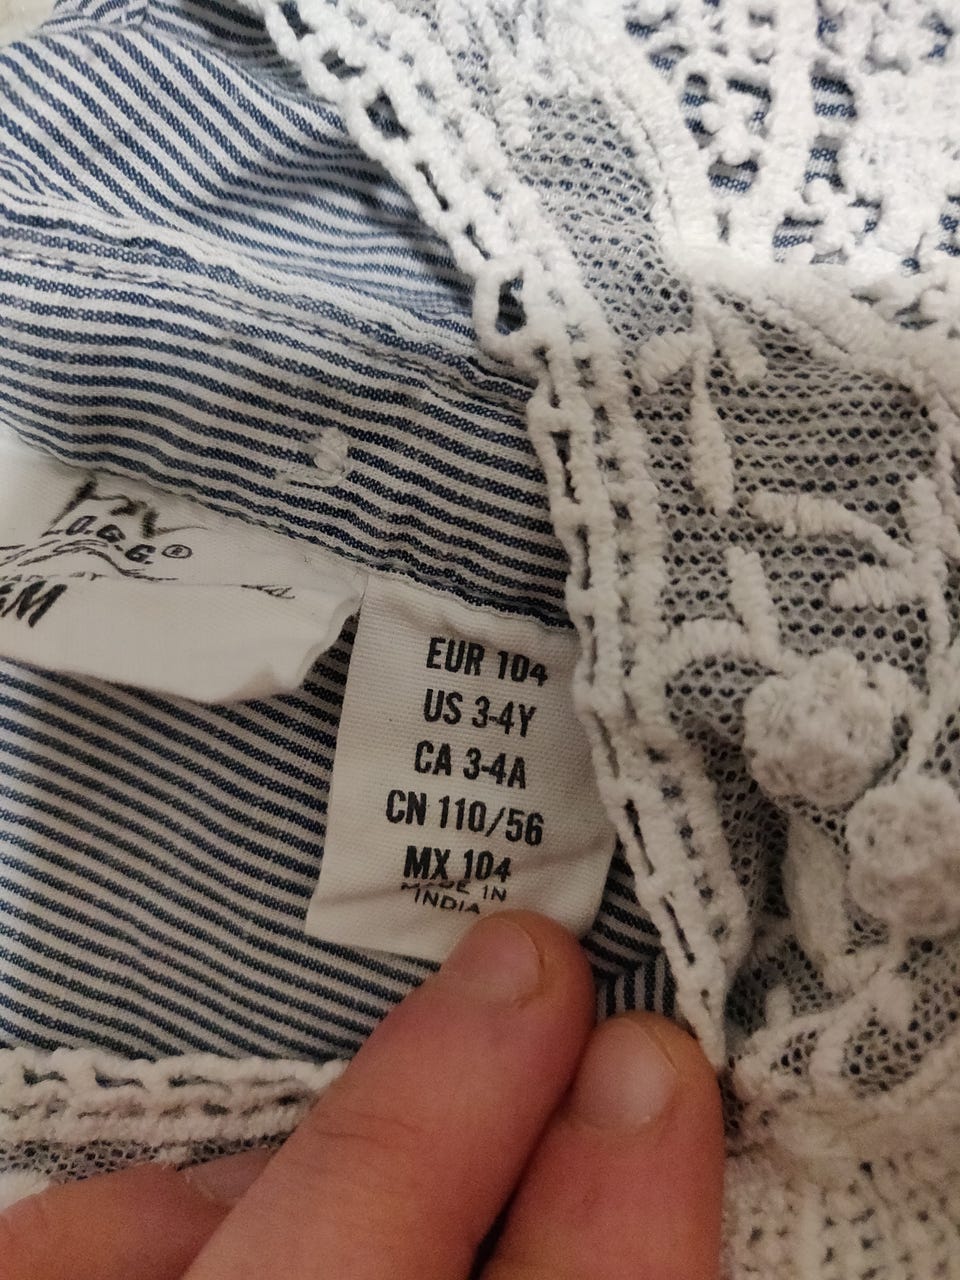 L.O.G.G.®
&M
EUR 104
US 3-4Y
CA 3-4A
CN 110/56
MX 104
MADE IN
INDIA